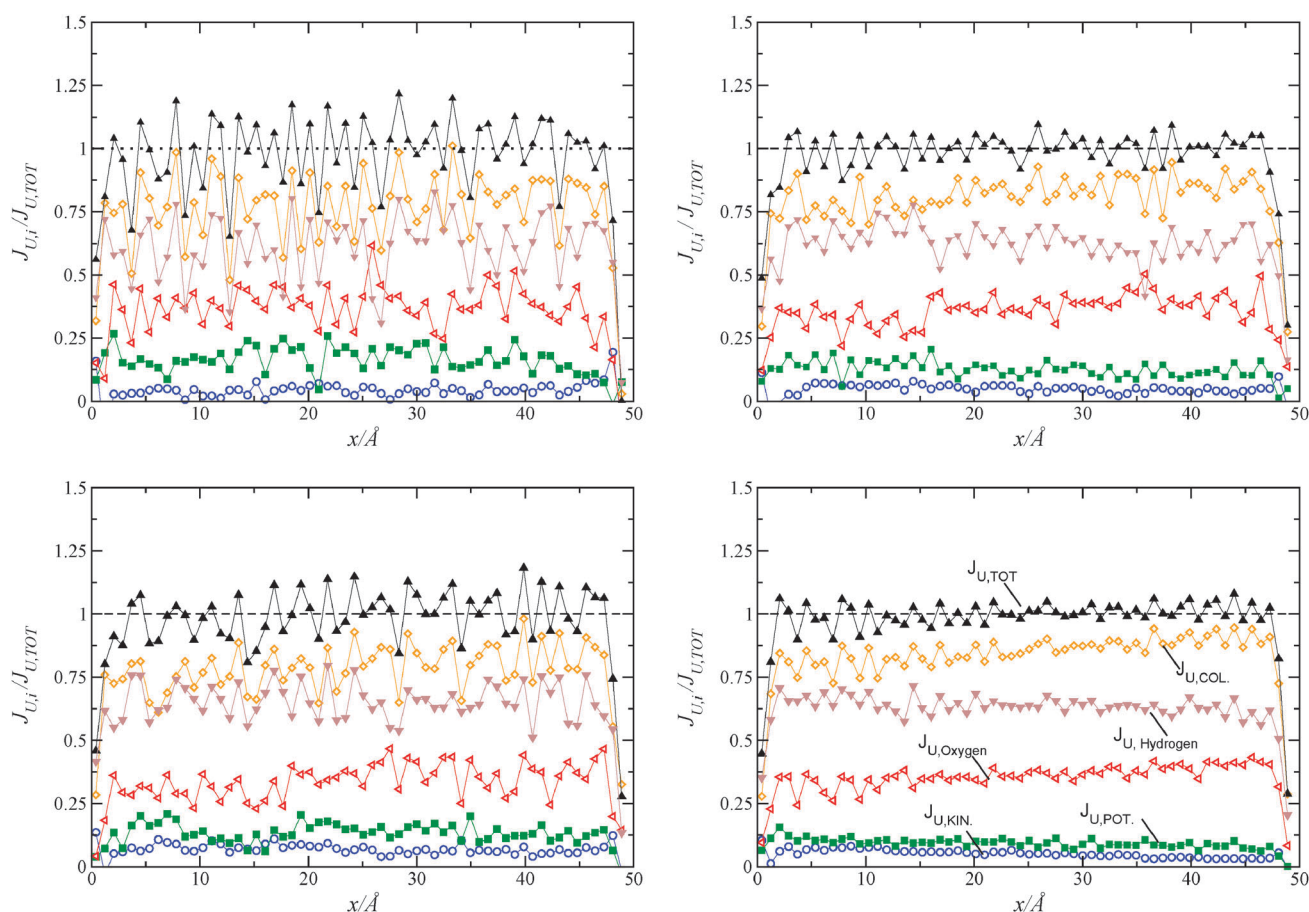 1.5
1.25
1
0.75
0.5
0.25
0
J_{U,i}/J_{U,TOT}
0 10 20 30 40 50
x/Å
1.5
1.25
1
0.75
0.5
0.25
0
J_{U,i}/ J_{U,TOT}
0 10 20 30 40 50
x/Å
1.5
1.25
1
0.75
0.5
0.25
0
J_{U,i}/J_{U,TOT}
0 10 20 30 40 50
x/Å
1.5
1.25
1
0.75
0.5
0.25
0
J_{U,i}/J_{U,TOT}
J_{U,TOT}
J_{U,COL.}
J_{U, Hydrogen}
J_{U,Oxygen}
J_{U,KIN.}
J_{U,POT.}
0 10 20 30 40 50
x/Å